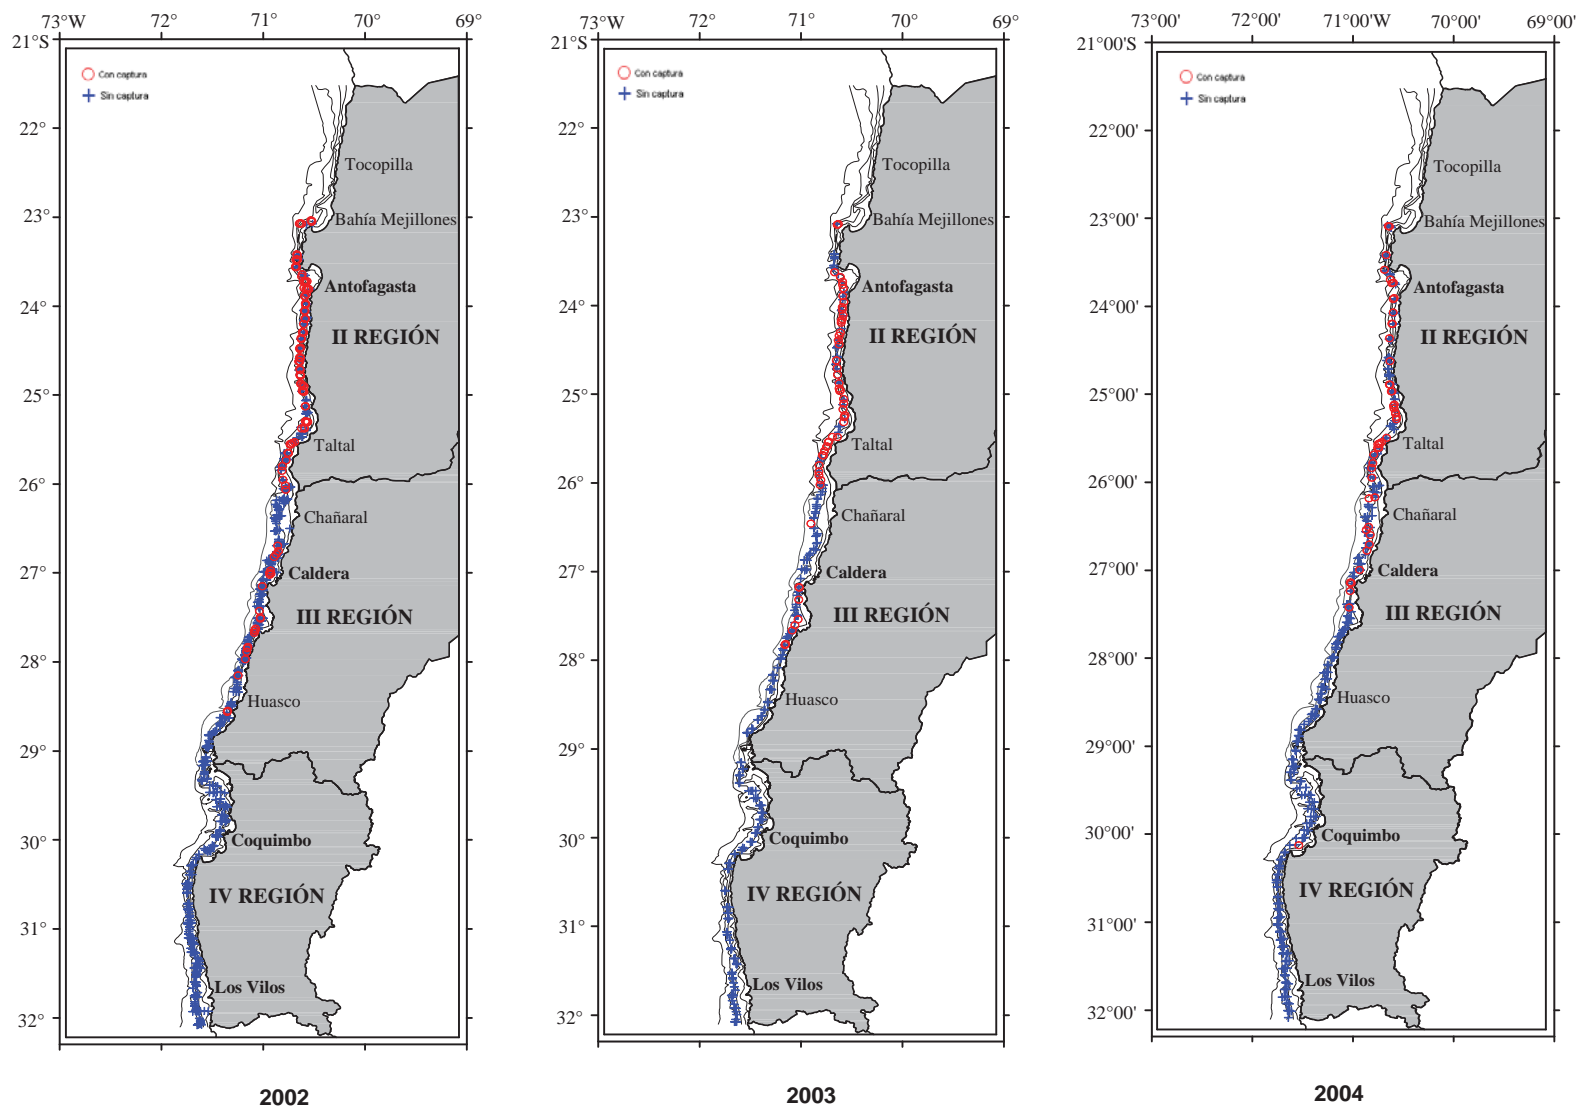 73°W 72° 71° 70° 69°
21°S
Con captura
Sin captura
22°
Tocopilla
23°
Bahía Mejillones
Antofagasta
24°
II REGIÓN
25°
Taltal
26°
Chañaral
27°
Caldera
III REGIÓN
28°
Huasco
29°
30°
Coquimbo
IV REGIÓN
31°
Los Vilos
32°
2002
73°W 72° 71° 70° 69°
21°S
Con captura
Sin captura
22°
Tocopilla
23°
Bahía Mejillones
Antofagasta
24°
II REGIÓN
25°
Taltal
26°
Chañaral
27°
Caldera
III REGIÓN
28°
Huasco
29°
30°
Coquimbo
IV REGIÓN
31°
Los Vilos
32°
2003
73°00' 72°00' 71°00'W 70°00' 69°00'
21°00'S
Con captura
Sin captura
22°00'
Tocopilla
23°00'
Bahía Mejillones
Antofagasta
24°00'
II REGIÓN
25°00'
Taltal
26°00'
Chañaral
27°00'
Caldera
III REGIÓN
28°00'
Huasco
29°00'
30°00'
Coquimbo
IV REGIÓN
31°00'
Los Vilos
32°00'
2004